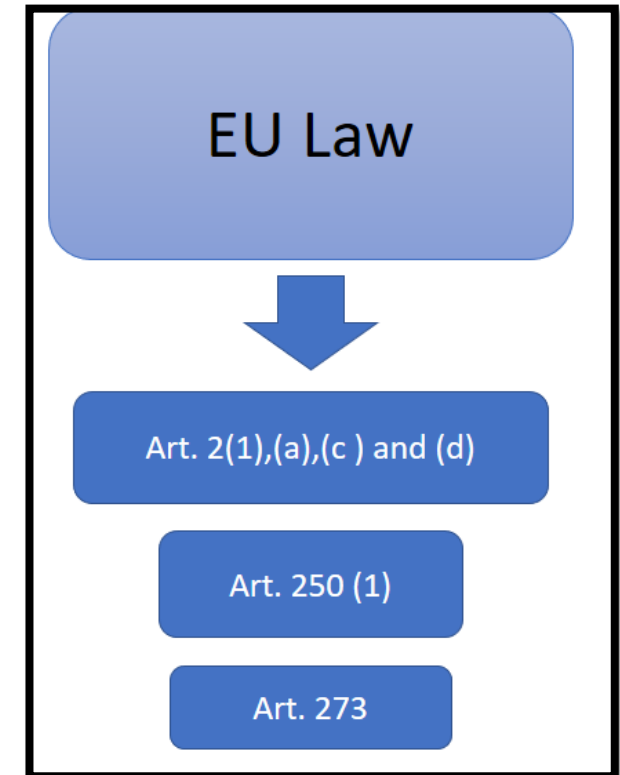 EU Law
Art. 2(1),(a),(c ) and (d)
Art. 250 (1)
Art. 273